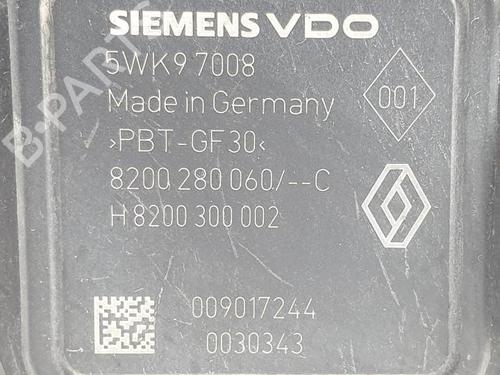 SIEMENS VDO
5WK9 7008
Made in Germany
001
>PBT-GF30<
8200 280 060/--C
H 8200 300 002
009017244
0030343
B-PARTS